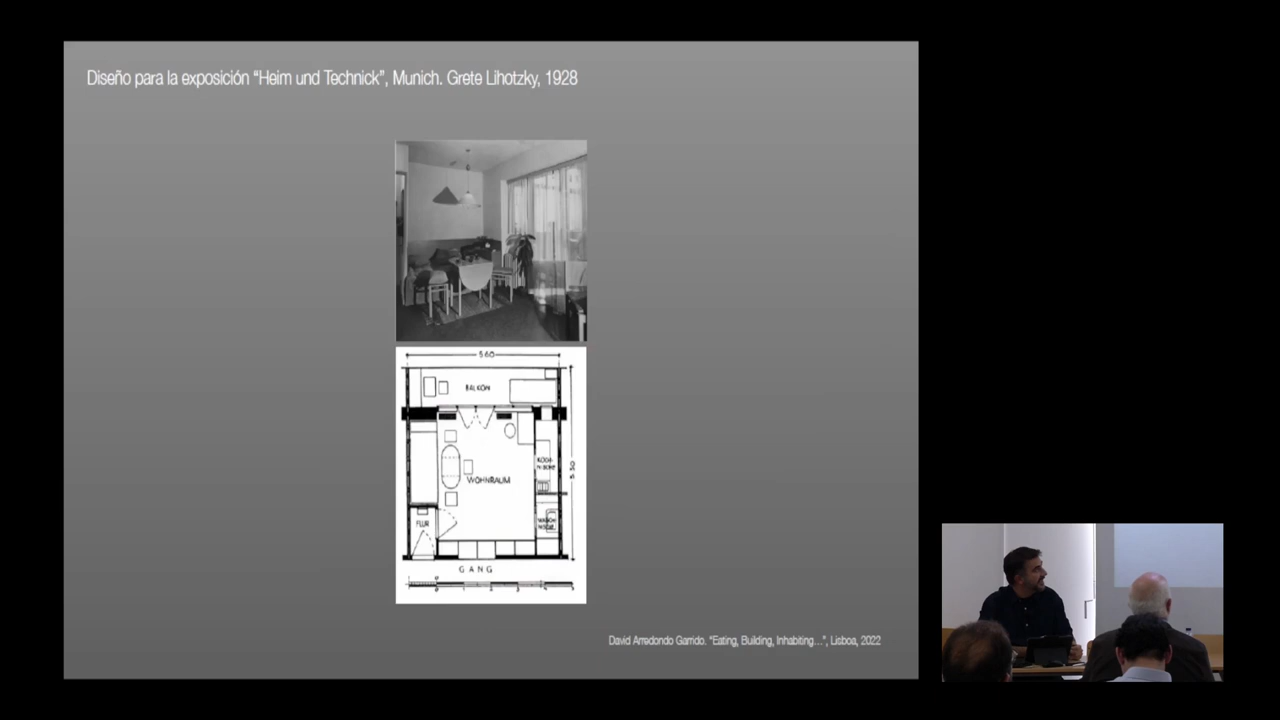 Diseño para la exposición “Heim und Technick”, Munich. Grete Lihotzky, 1928
5.60
BALKON
WOHNRAUM
5.30
FLUR
GANG
David Arredondo Garrido. “Eating, Building, Inhabiting...”, Lisboa, 2022